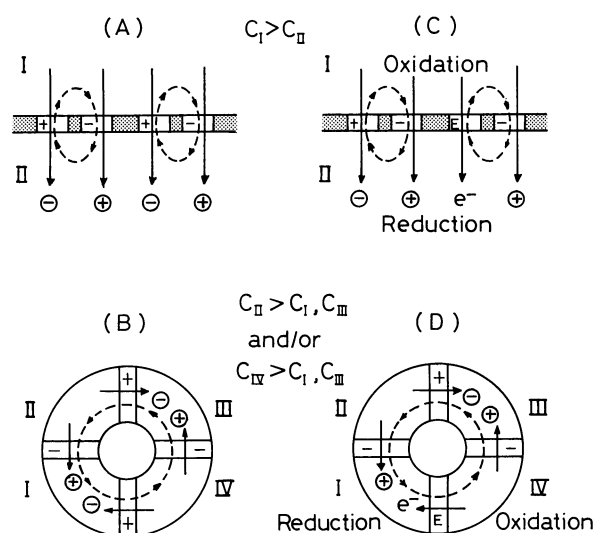 (A)
C_I>C_II
(C)
I
I
Oxidation
+ - + -
+ - E -
II
II
⊖ ⊕ ⊖ ⊕
⊖ ⊕ e⁻ ⊕
Reduction
(B)
C_II>C_I,C_III
and/or
C_IV>C_I,C_III
(D)
+
⊖
⊕
II
III
-
-
I
IV
⊕
⊖
+
+
⊖
⊕
II
III
-
-
I
IV
⊕
e⁻
Reduction
E
Oxidation